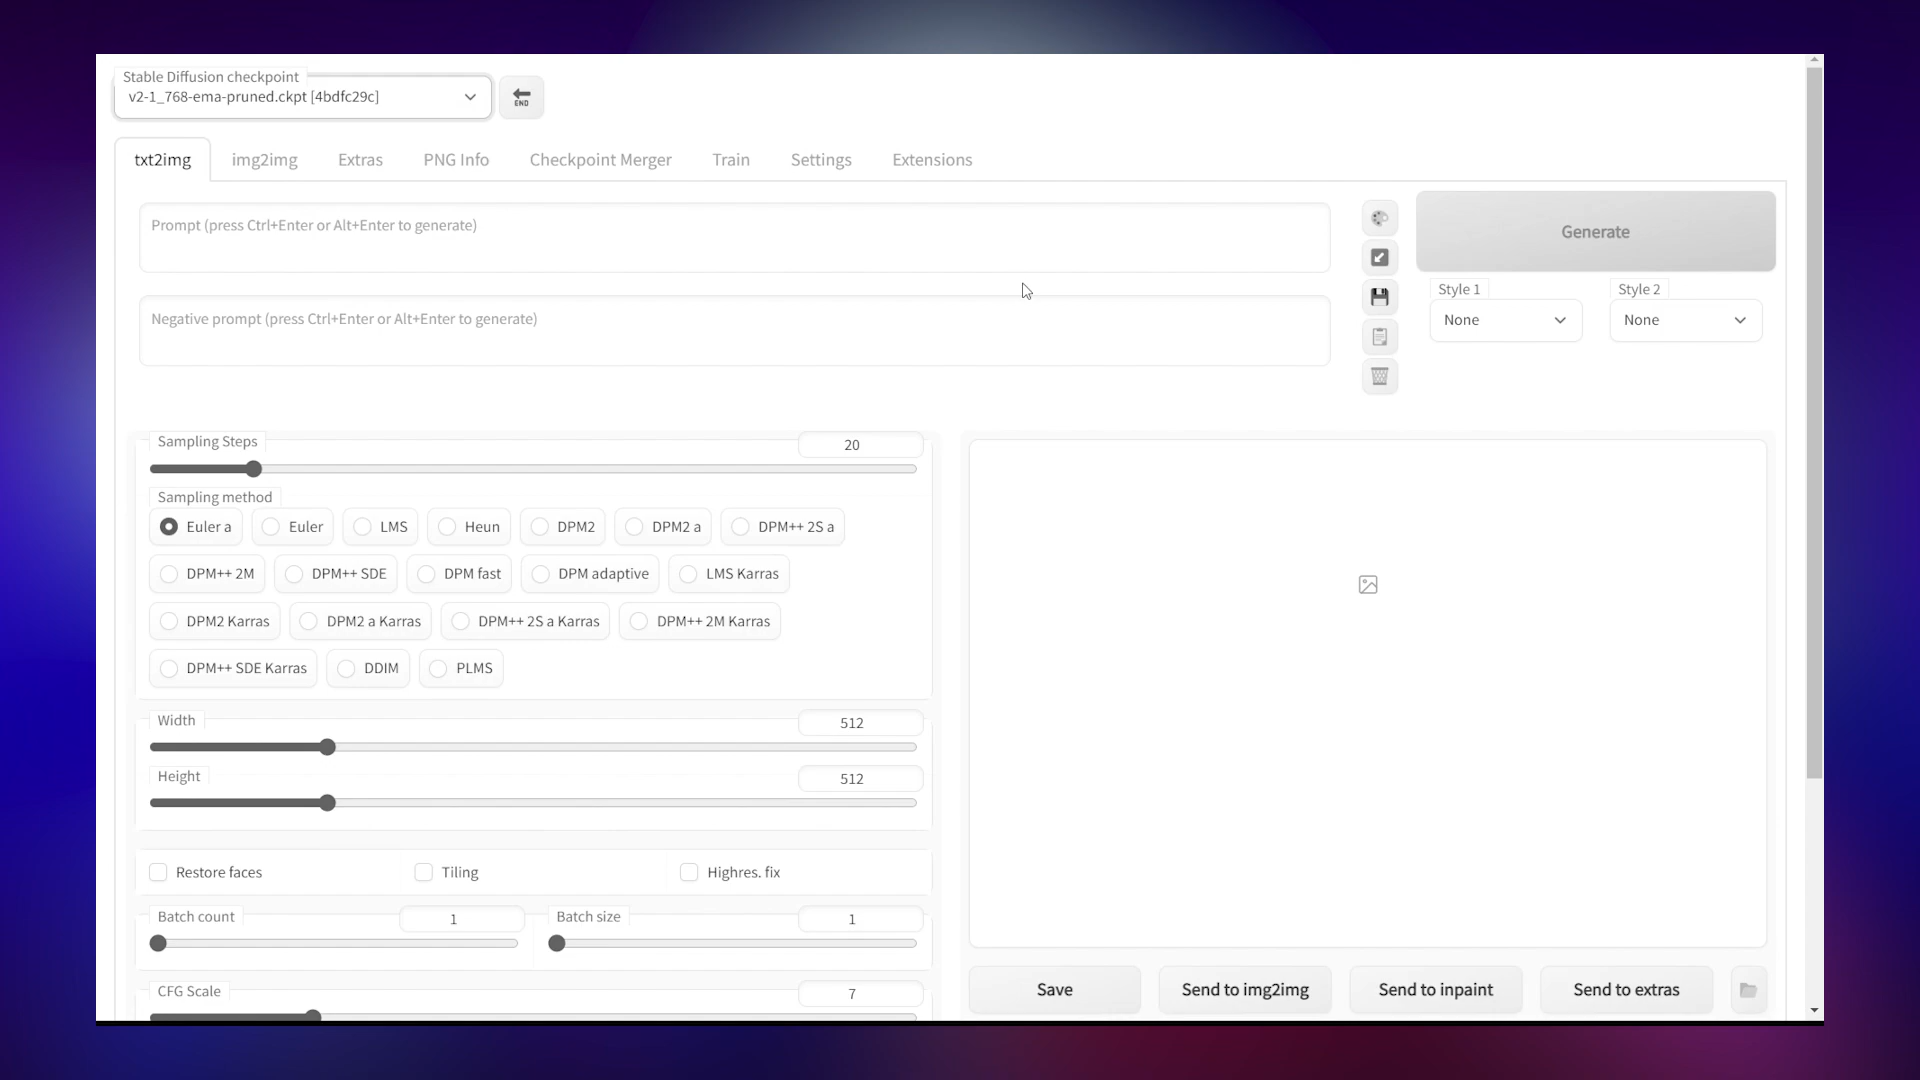 Stable Diffusion checkpoint
v2-1_768-ema-pruned.ckpt [4bdfc29c]
END
txt2img img2img Extras PNG Info Checkpoint Merger Train Settings Extensions
Prompt (press Ctrl+Enter or Alt+Enter to generate)
Negative prompt (press Ctrl+Enter or Alt+Enter to generate)
Generate
Style 1 Style 2
None None
Sampling Steps 20
Sampling method
Euler a Euler LMS Heun DPM2 DPM2 a DPM++ 2S a
DPM++ 2M DPM++ SDE DPM fast DPM adaptive LMS Karras
DPM2 Karras DPM2 a Karras DPM++ 2S a Karras DPM++ 2M Karras
DPM++ SDE Karras DDIM PLMS
Width 512
Height 512
Restore faces Tiling Highres. fix
Batch count 1 Batch size 1
CFG Scale 7
Save Send to img2img Send to inpaint Send to extras